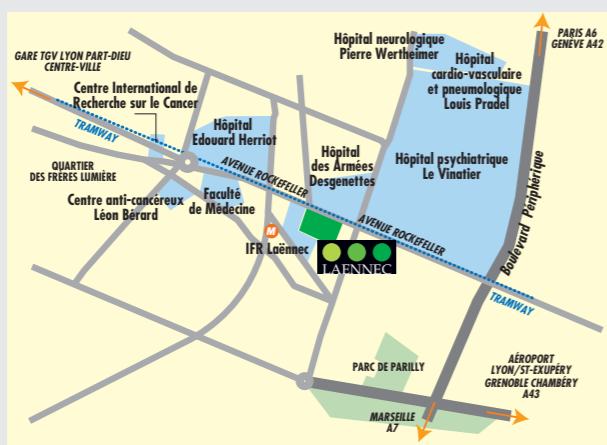 PARIS A6
GENÈVE A42
Hôpital neurologique
Pierre Wertheimer
Hôpital
cardio-vasculaire
et pneumologique
Louis Pradel
GARE TGV LYON PART-DIEU
CENTRE-VILLE
Centre International de
Recherche sur le Cancer
TRAMWAY
Hôpital
Edouard Herriot
AVENUE ROCKEFELLER
Hôpital
des Armées
Desgenettes
Hôpital psychiatrique
Le Vinatier
Boulevard Péripherique
QUARTIER
DES FRÈRES LUMIÈRE
Centre anti-cancéreux
Léon Bérard
Faculté
de Médecine
M
IFR Laënnec
AVENUE ROCKEFELLER
LAENNEC
TRAMWAY
PARC DE PARILLY
AÉROPORT
LYON/ST-EXUPÉRY
GRENOBLE CHAMBÉRY
A43
MARSEILLE
A7